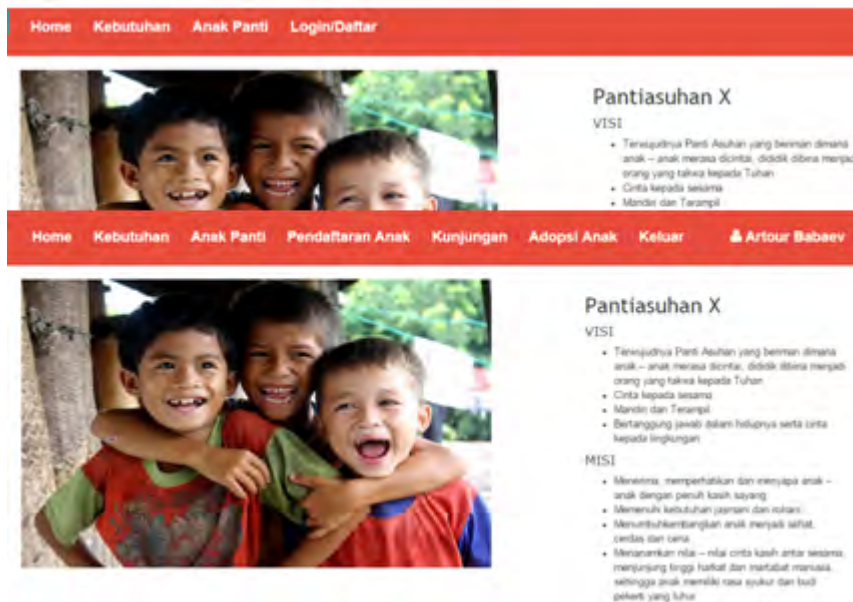 Home Kebutuhan Anak Panti Login/Daftar
Pantiasuhan X
VISI
Terwujudnya Panti Asuhan yang beriman dimana
anak – anak merasa dicintai, dididik dibina menjadi
orang yang takwa kepada Tuhan
Cinta kepada sesama
Mandiri dan Terampil
Home Kebutuhan Anak Panti Pendaftaran Anak Kunjungan Adopsi Anak Keluar Artour Babaev
Pantiasuhan X
VISI
Terwujudnya Panti Asuhan yang beriman dimana
anak – anak merasa dicintai, dididik dibina menjadi
orang yang takwa kepada Tuhan
Cinta kepada sesama
Mandiri dan Terampil
Bertanggung jawab dalam hidupnya serta cinta
kepada lingkungan
MISI
Menerima, memperhatikan dan menyapa anak –
anak dengan penuh kasih sayang
Memenuhi kebutuhan jasmani dan rohani
Menumbuhkembangkan anak menjadi sehat,
cerdas dan ceria
Menanamkan nilai – nilai cinta kasih antar sesama,
menjunjung tinggi harkat dan martabat manusia,
sehingga anak memiliki rasa syukur dan budi
pekerti yang luhur